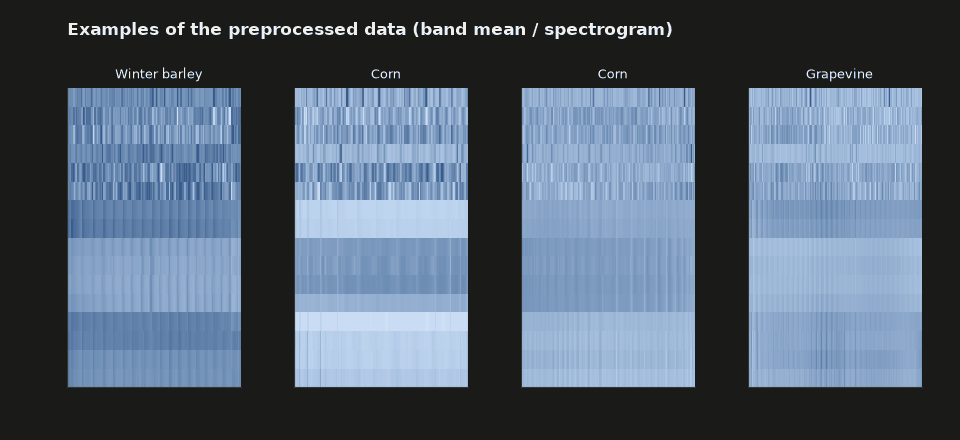 Examples of the preprocessed data (band mean / spectrogram)
Winter barley
Corn
Corn
Grapevine